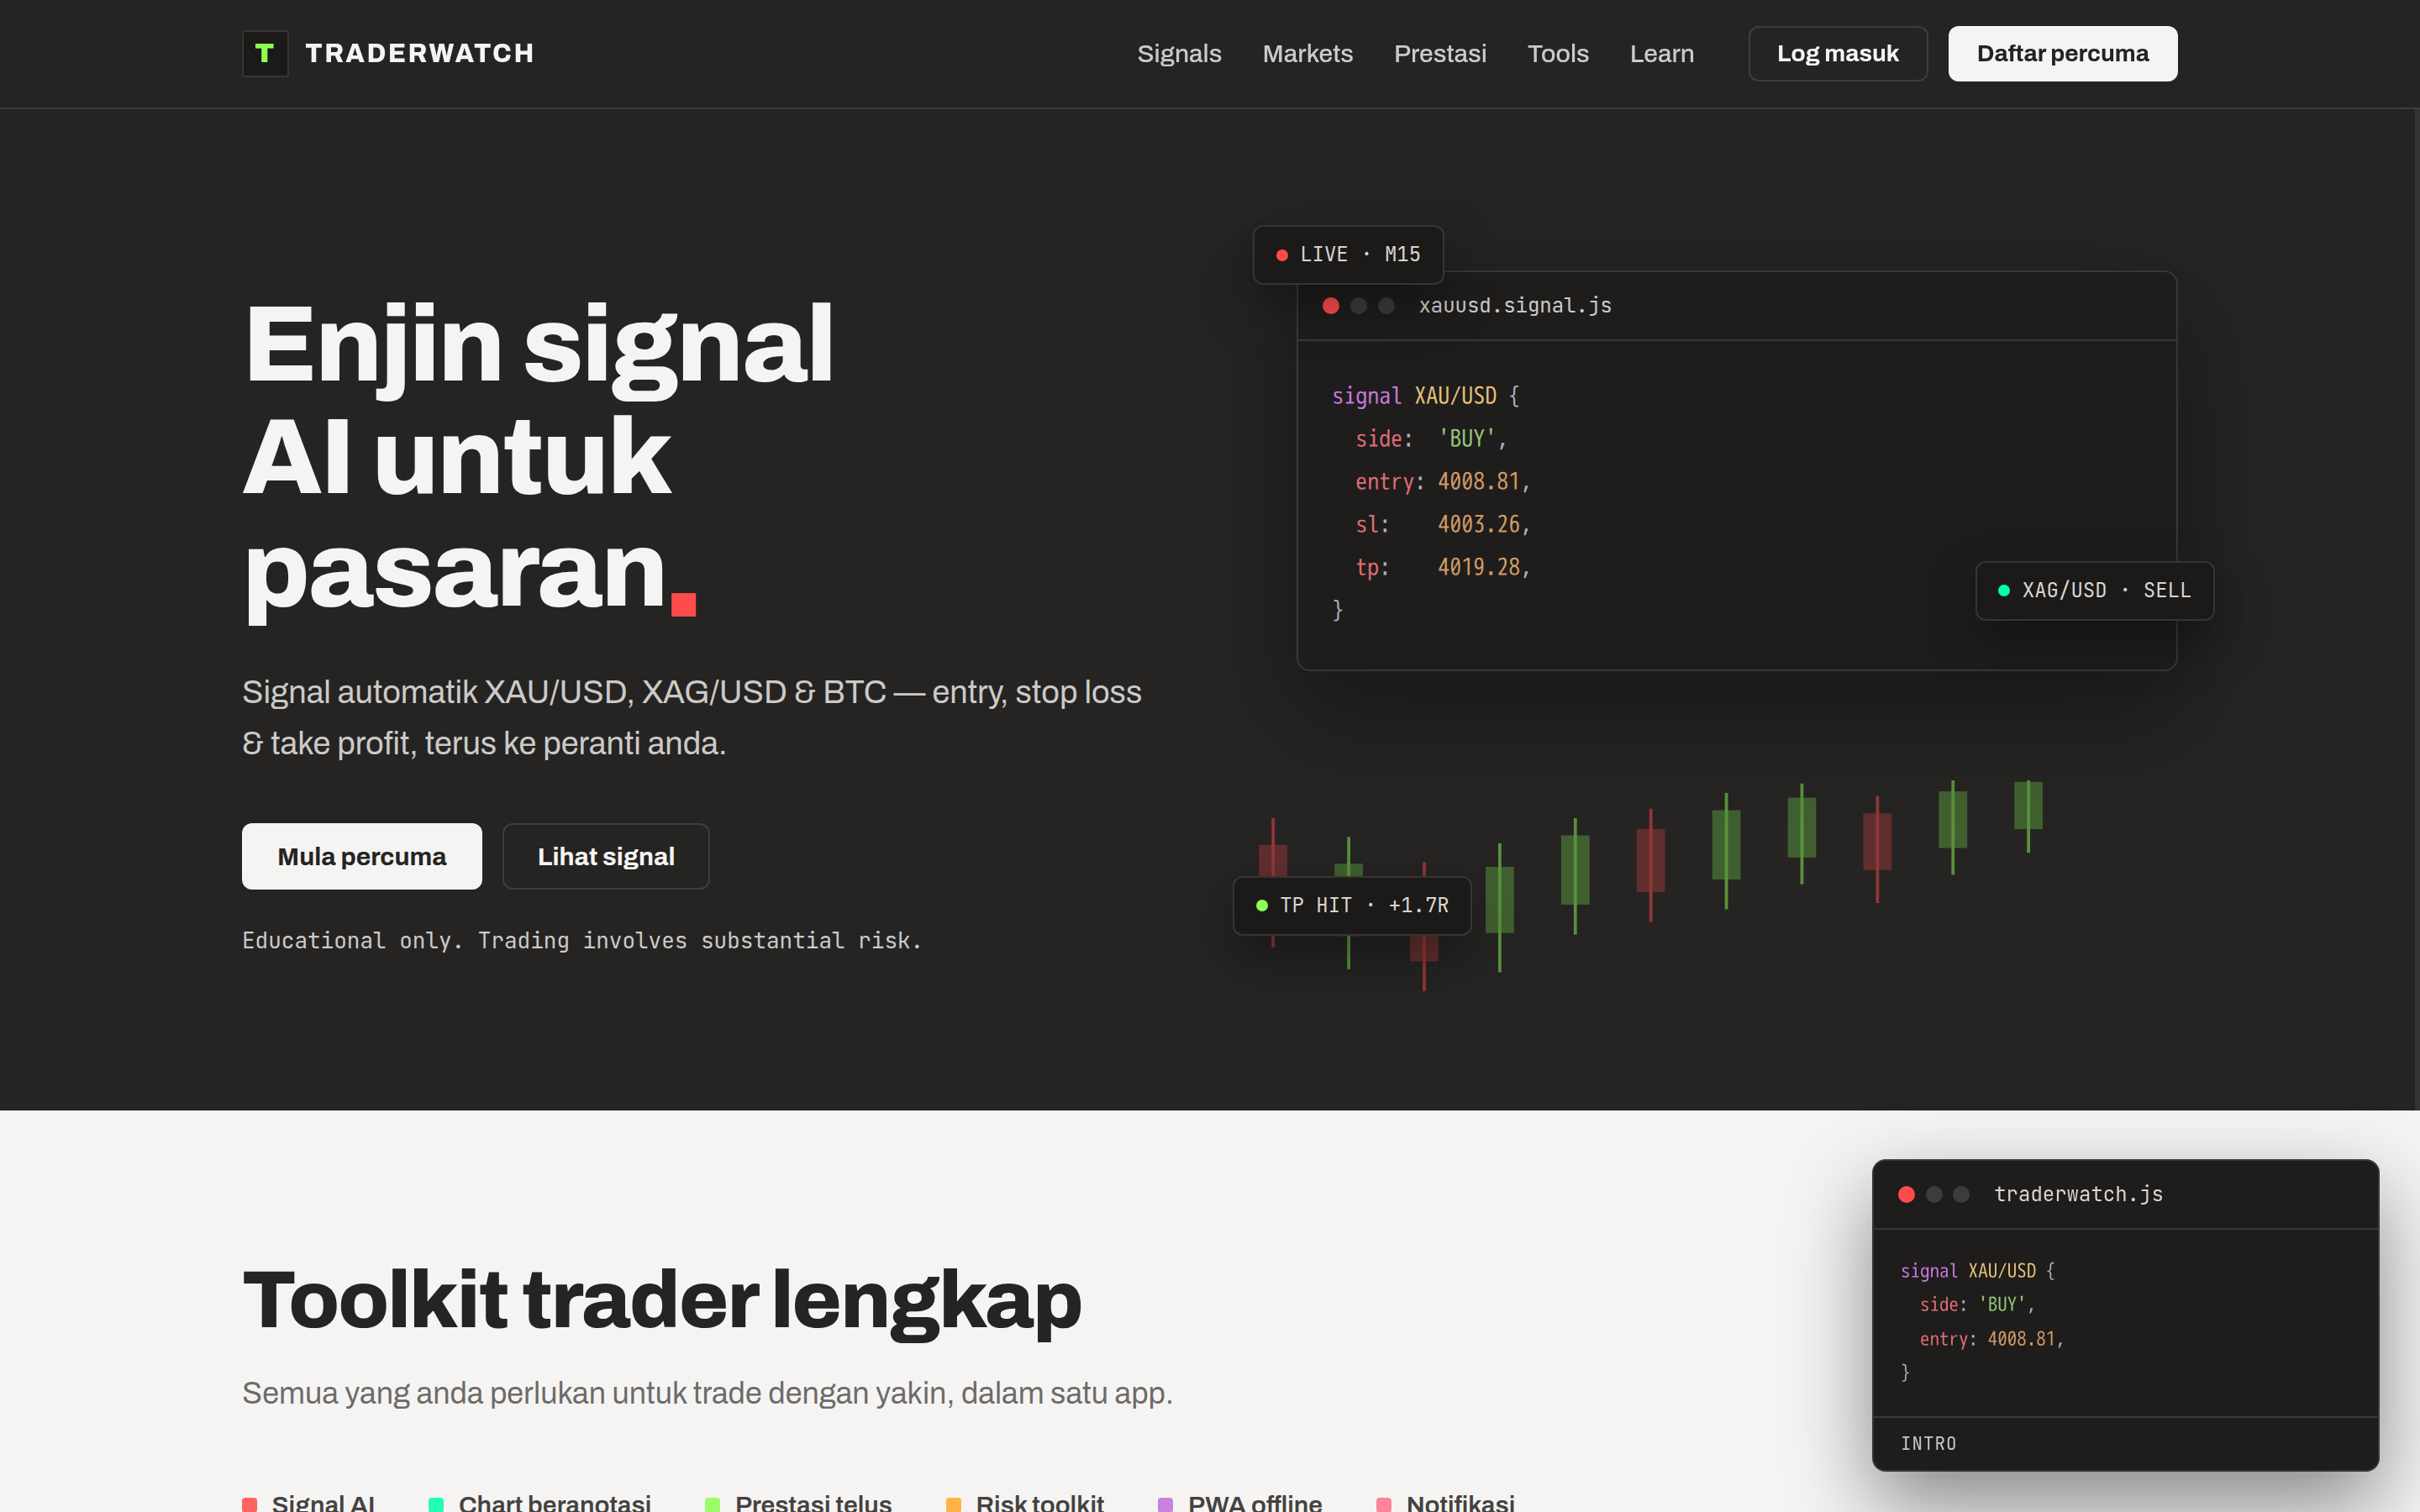 T TRADERWATCH
Signals Markets Prestasi Tools Learn Log masuk Daftar percuma
Enjin signal
AI untuk
pasaran.
Signal automatik XAU/USD, XAG/USD & BTC — entry, stop loss
& take profit, terus ke peranti anda.
Mula percuma Lihat signal
Educational only. Trading involves substantial risk.
LIVE · M15
xauusd.signal.js
signal XAU/USD {
side: 'BUY',
entry: 4008.81,
sl: 4003.26,
tp: 4019.28,
}
XAG/USD · SELL
TP HIT · +1.7R
Toolkit trader lengkap
Semua yang anda perlukan untuk trade dengan yakin, dalam satu app.
Signal AI Chart beranotasi Prestasi telus Risk toolkit PWA offline Notifikasi
traderwatch.js
signal XAU/USD {
side: 'BUY',
entry: 4008.81,
}
INTRO